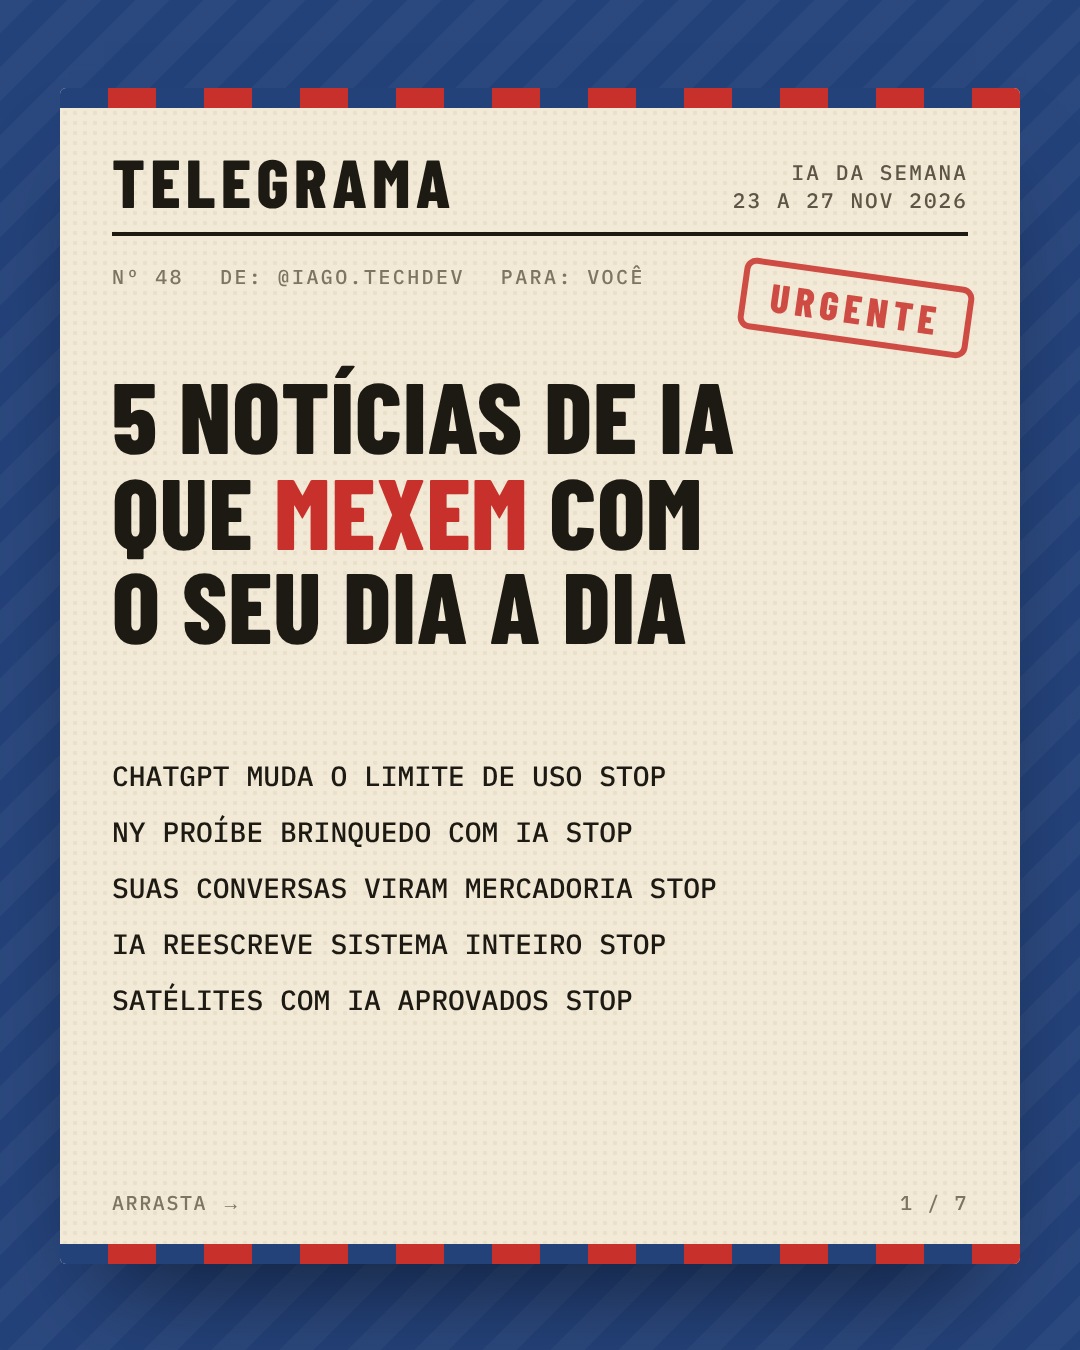 TELEGRAMA
IA DA SEMANA
23 A 27 NOV 2026
Nº 48 DE: @IAGO.TECHDEV PARA: VOCÊ
URGENTE
5 NOTÍCIAS DE IA
QUE MEXEM COM
O SEU DIA A DIA
CHATGPT MUDA O LIMITE DE USO STOP
NY PROÍBE BRINQUEDO COM IA STOP
SUAS CONVERSAS VIRAM MERCADORIA STOP
IA REESCREVE SISTEMA INTEIRO STOP
SATÉLITES COM IA APROVADOS STOP
ARRASTA →
1 / 7